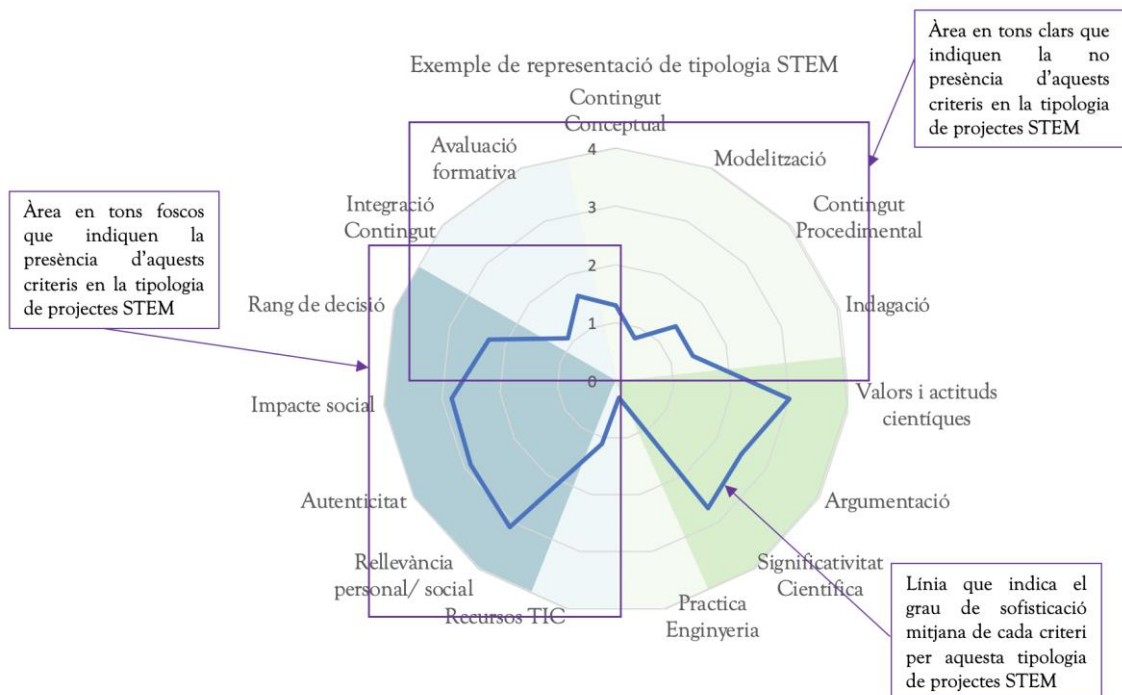 Exemple de representació de tipologia STEM
Contingut
Conceptual
Modelització
Contingut
Procedimental
Indagació
Valors i actituds
científiques
Argumentació
Significativitat
Científica
Practica
Enginyeria
Recursos TIC
Rellevància
personal/ social
Autenticitat
Impacte social
Rang de decisió
Integració
Contingut
Avaluació
formativa
4
3
2
1
0
Àrea en tons clars que
indiquen la no
presència d'aquests
criteris en la tipologia
de projectes STEM
Àrea en tons foscos
que indiquen la
presència d'aquests
criteris en la tipologia
de projectes STEM
Línia que indica el
grau de sofisticació
mitjana de cada criteri
per aquesta tipologia
de projectes STEM